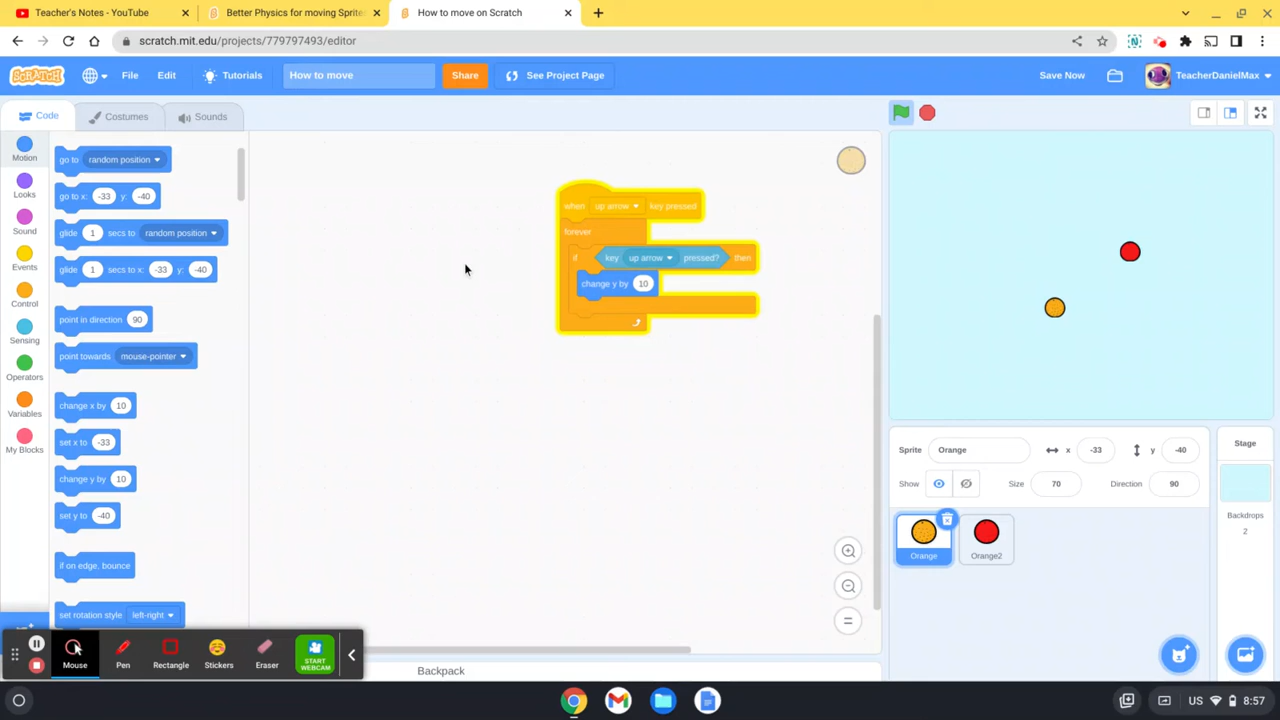 Teacher's Notes - YouTube
Better Physics for moving Sprite
How to move on Scratch
scratch.mit.edu/projects/779797493/editor
SCRATCH
File
Edit
Tutorials
How to move
Share
See Project Page
Save Now
TeacherDanielMax
Code
Costumes
Sounds
Motion
Looks
Sound
Events
Control
Sensing
Operators
Variables
My Blocks
go to random position
go to x: -33 y: -40
glide 1 secs to random position
glide 1 secs to x: -33 y: -40
point in direction 90
point towards mouse-pointer
change x by 10
set x to -33
change y by 10
set y to -40
if on edge, bounce
set rotation style left-right
when up arrow key pressed
forever
if key up arrow pressed? then
change y by 10
Sprite Orange x -33 y -40
Show Size 70 Direction 90
Orange
Orange2
Stage
Backdrops
2
Mouse
Pen
Rectangle
Stickers
Eraser
START
WEBCAM
Backpack
US 8:57